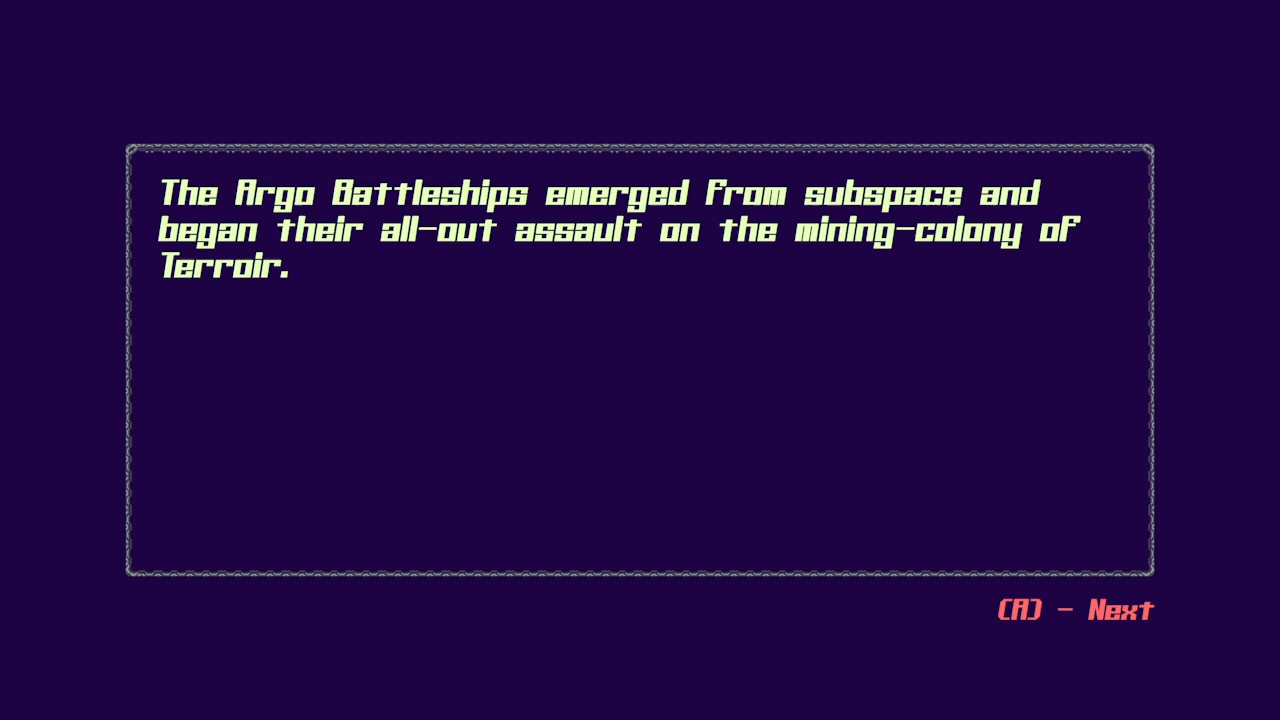 The Argo Battleships emerged from subspace and
began their all-out assault on the mining-colony of
Terroir.
(A) - Next